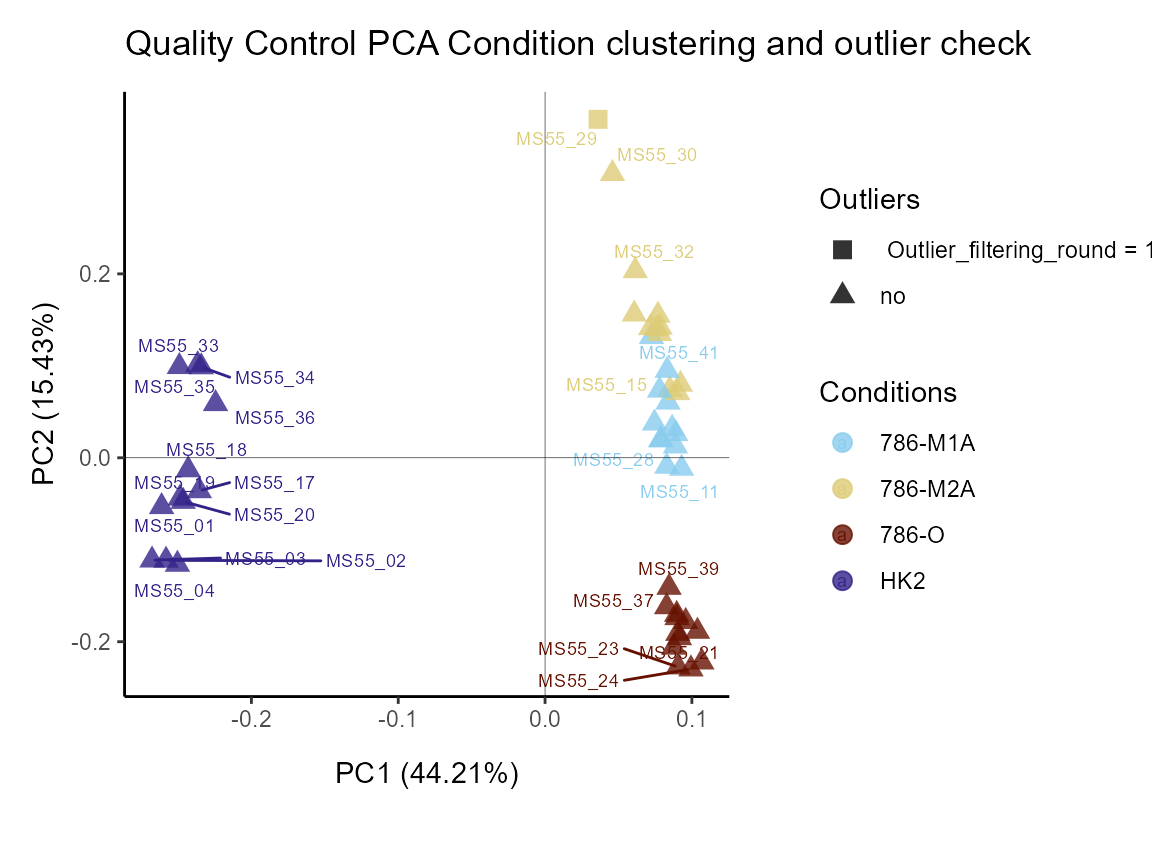 Quality Control PCA Condition clustering and outlier check
MS55_29
MS55_30
MS55_32
MS55_41
MS55_15
MS55_28
MS55_11
MS55_33
MS55_34
MS55_35
MS55_36
MS55_18
MS55_19
MS55_17
MS55_20
MS55_01
MS55_03
MS55_02
MS55_04
MS55_39
MS55_37
MS55_23
MS55_21
MS55_24
0.2
0.0
-0.2
-0.2
-0.1
0.0
0.1
PC2 (15.43%)
PC1 (44.21%)
Outliers
Outlier_filtering_round = 1
no
Conditions
a 786-M1A
a 786-M2A
a 786-O
a HK2